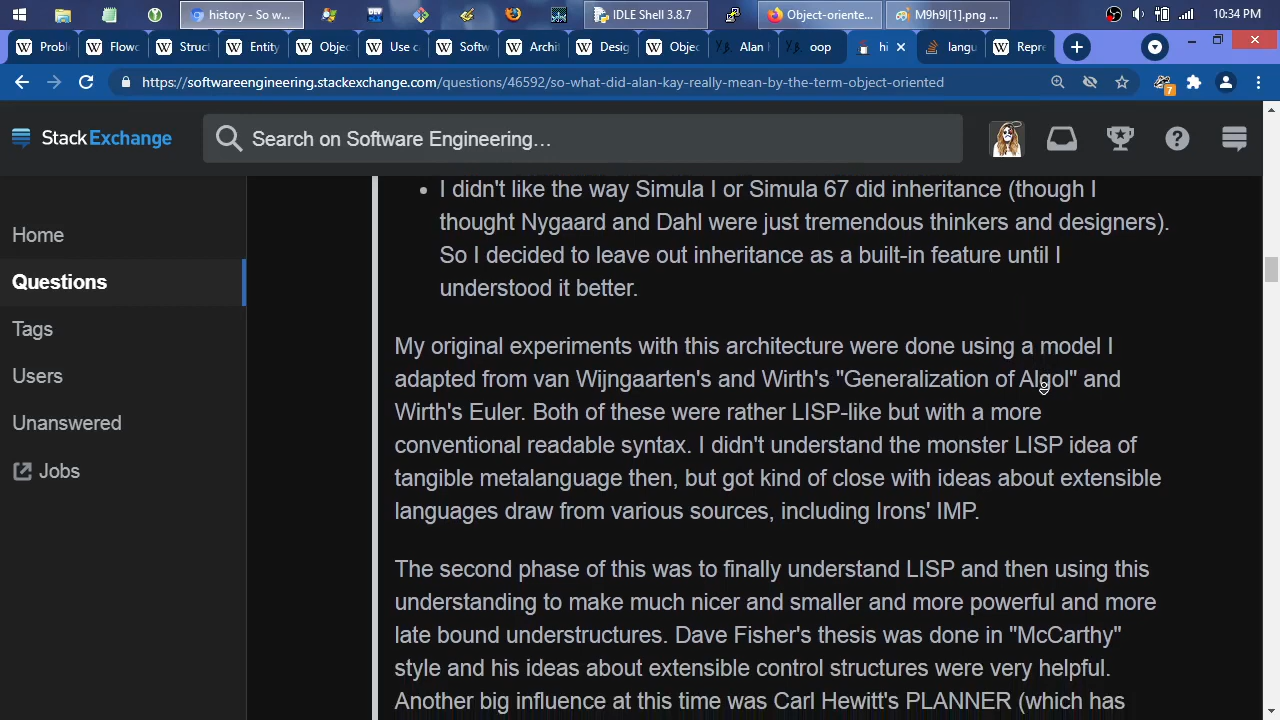 history - So w...
IDLE Shell 3.8.7
Object-oriente...
M9h9I[1].png ...
10:34 PM
Probl
Flow
Struct
Entity
Objec
Use c
Softw
Archi
Desig
Objec
Alan
oop
hi
langu
Repre
https://softwareengineering.stackexchange.com/questions/46592/so-what-did-alan-kay-really-mean-by-the-term-object-oriented
7
StackExchange
Search on Software Engineering...
Home
Questions
Tags
Users
Unanswered
Jobs
• I didn't like the way Simula I or Simula 67 did inheritance (though I
thought Nygaard and Dahl were just tremendous thinkers and designers).
So I decided to leave out inheritance as a built-in feature until I
understood it better.
My original experiments with this architecture were done using a model I
adapted from van Wijngaarten's and Wirth's "Generalization of Algol" and
Wirth's Euler. Both of these were rather LISP-like but with a more
conventional readable syntax. I didn't understand the monster LISP idea of
tangible metalanguage then, but got kind of close with ideas about extensible
languages draw from various sources, including Irons' IMP.
The second phase of this was to finally understand LISP and then using this
understanding to make much nicer and smaller and more powerful and more
late bound understructures. Dave Fisher's thesis was done in "McCarthy"
style and his ideas about extensible control structures were very helpful.
Another big influence at this time was Carl Hewitt's PLANNER (which has